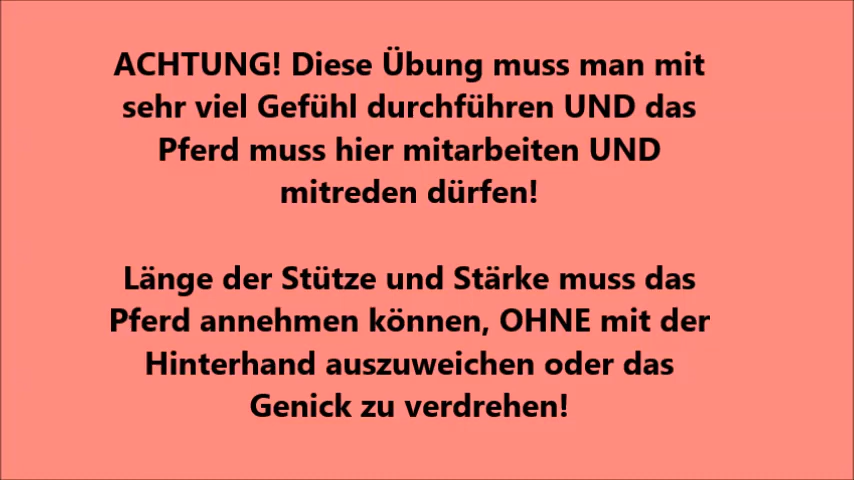 ACHTUNG! Diese Übung muss man mit
sehr viel Gefühl durchführen UND das
Pferd muss hier mitarbeiten UND
mitreden dürfen!
Länge der Stütze und Stärke muss das
Pferd annehmen können, OHNE mit der
Hinterhand auszuweichen oder das
Genick zu verdrehen!